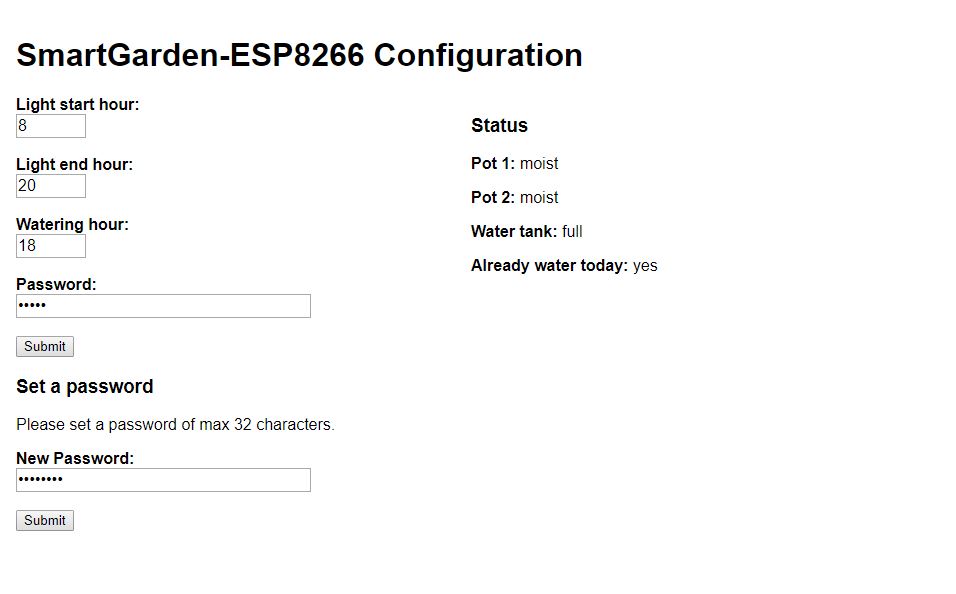 SmartGarden-ESP8266 Configuration
Light start hour:
8
Light end hour:
20
Watering hour:
18
Password:
•••••
Submit
Set a password
Please set a password of max 32 characters.
New Password:
••••••••
Submit
Status
Pot 1: moist
Pot 2: moist
Water tank: full
Already water today: yes